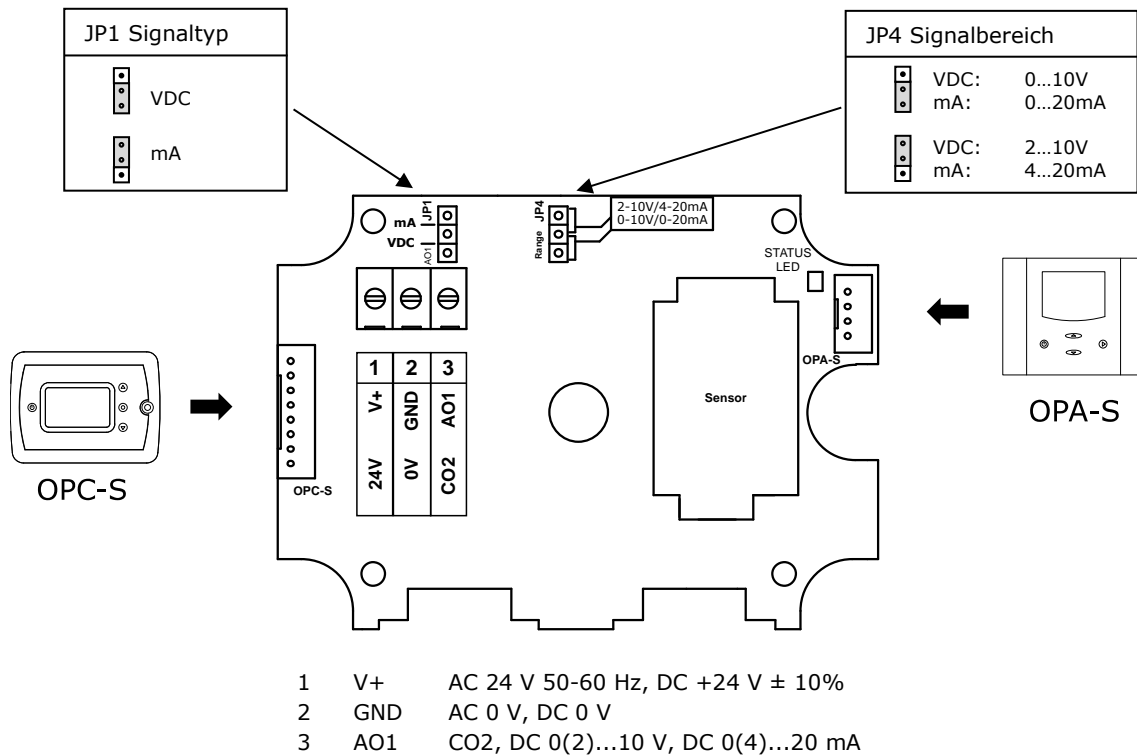 JP1 Signaltyp
VDC
mA
JP4 Signalbereich
VDC: 0...10V
mA: 0...20mA
VDC: 2...10V
mA: 4...20mA
JP1
mA
VDC
AO1
JP4
Range
2-10V/4-20mA
0-10V/0-20mA
STATUS
LED
OPA-S
OPA-S
Sensor
1 2 3
V+ GND AO1
24V 0V CO2
OPC-S
OPC-S
1 V+ AC 24 V 50-60 Hz, DC +24 V ± 10%
2 GND AC 0 V, DC 0 V
3 AO1 CO2, DC 0(2)...10 V, DC 0(4)...20 mA